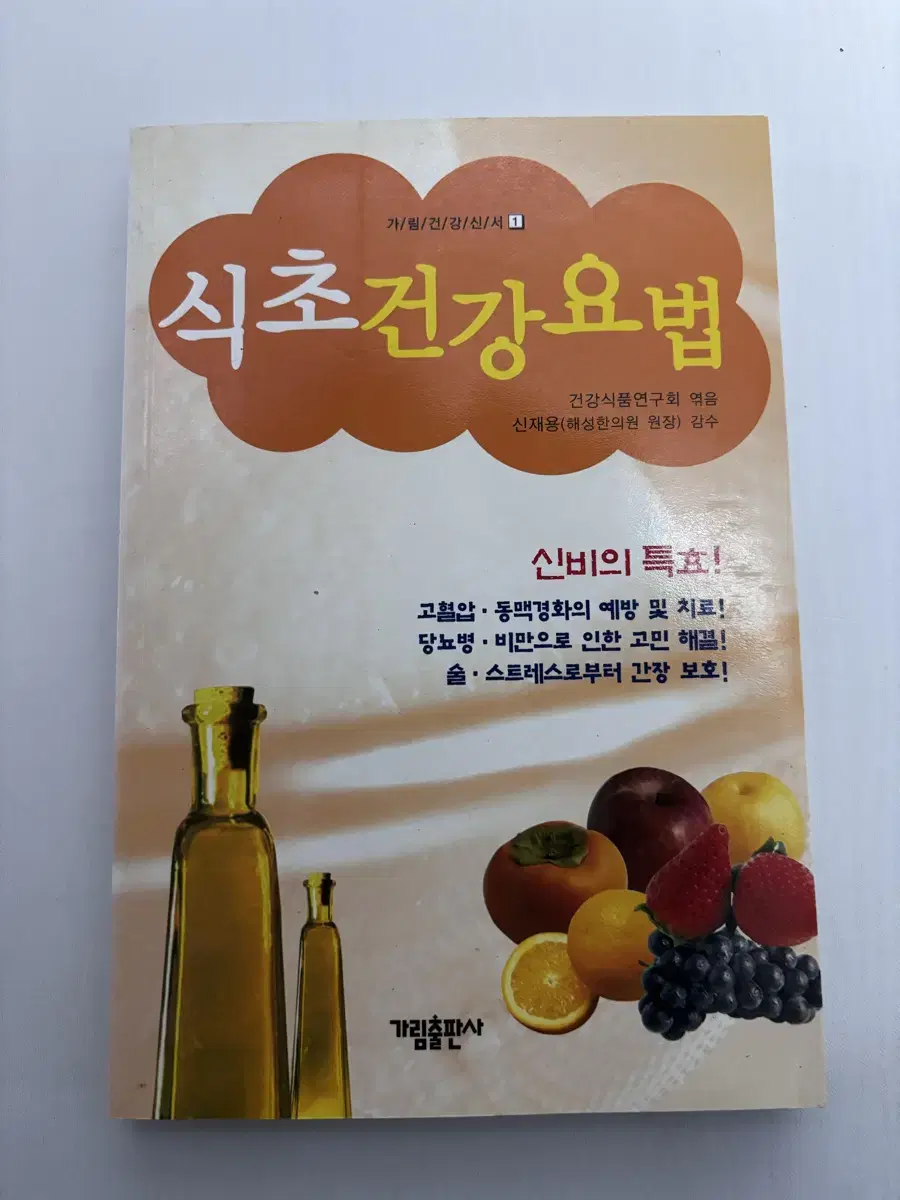 가/림/건/강/신/서 1
식초건강요법
건강식품연구회 엮음
신재용(해성한의원 원장) 감수
신비의 특효!
고혈압·동맥경화의 예방 및 치료!
당뇨병·비만으로 인한 고민 해결!
술·스트레스로부터 간장 보호!
가림출판사